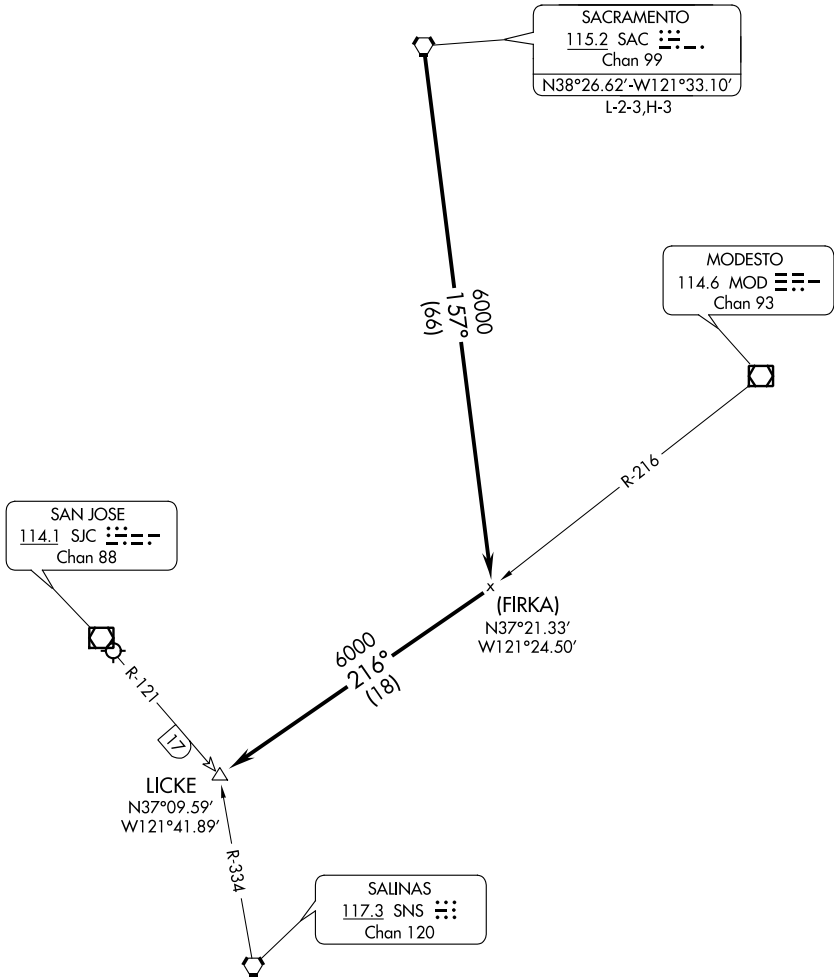 SACRAMENTO
115.2 SAC
Chan 99
N38°26.62′-W121°33.10′
L-2-3,H-3
MODESTO
114.6 MOD
Chan 93
6000
157°
(66)
R-216
SAN JOSE
114.1 SJC
Chan 88
(FIRKA)
N37°21.33′
W121°24.50′
6000
216°
(18)
R-121
17
LICKE
N37°09.59′
W121°41.89′
R-334
SALINAS
117.3 SNS
Chan 120